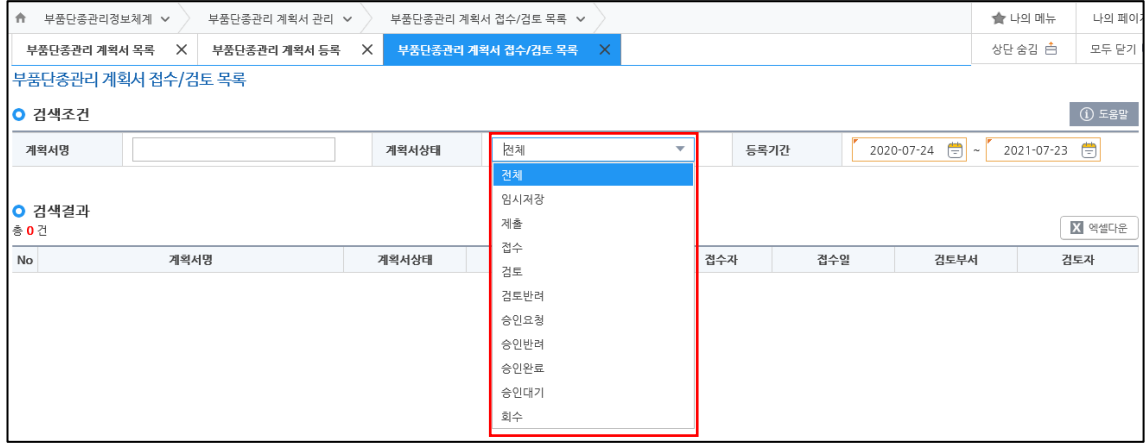 부품단종관리정보체계 부품단종관리 계획서 관리 부품단종관리 계획서 접수/검토 목록 나의 메뉴 나의 페이지
부품단종관리 계획서 목록 부품단종관리 계획서 등록 부품단종관리 계획서 접수/검토 목록 상단 숨김 모두 닫기
부품단종관리 계획서 접수/검토 목록
검색조건 도움말
계획서명 계획서상태 전체 등록기간 2020-07-24 ~ 2021-07-23
전체
임시저장
검색결과
제출
총 0 건 엑셀다운
접수
No 계획서명 계획서상태 접수자 접수일 검토부서 검토자
검토
검토반려
승인요청
승인반려
승인완료
승인대기
회수